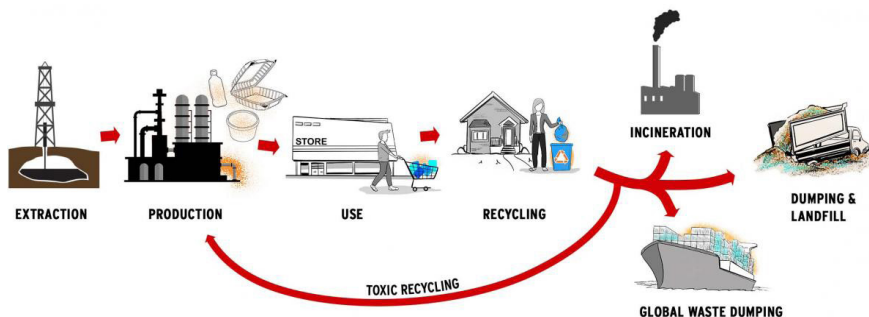 STORE
EXTRACTION
PRODUCTION
USE
RECYCLING
INCINERATION
DUMPING &
LANDFILL
TOXIC RECYCLING
GLOBAL WASTE DUMPING